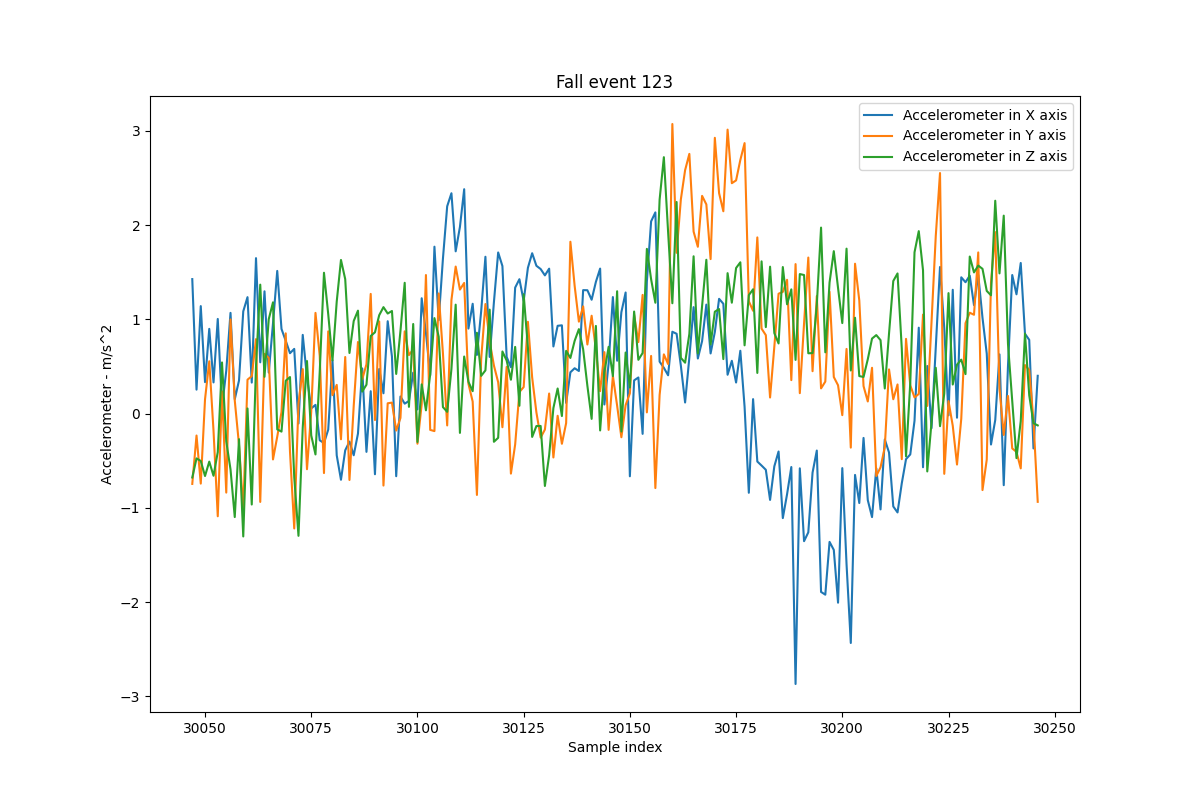 Fall event 123
Accelerometer in X axis
Accelerometer in Y axis
Accelerometer in Z axis
Accelerometer - m/s^2
3
2
1
0
−1
−2
−3
30050 30075 30100 30125 30150 30175 30200 30225 30250
Sample index